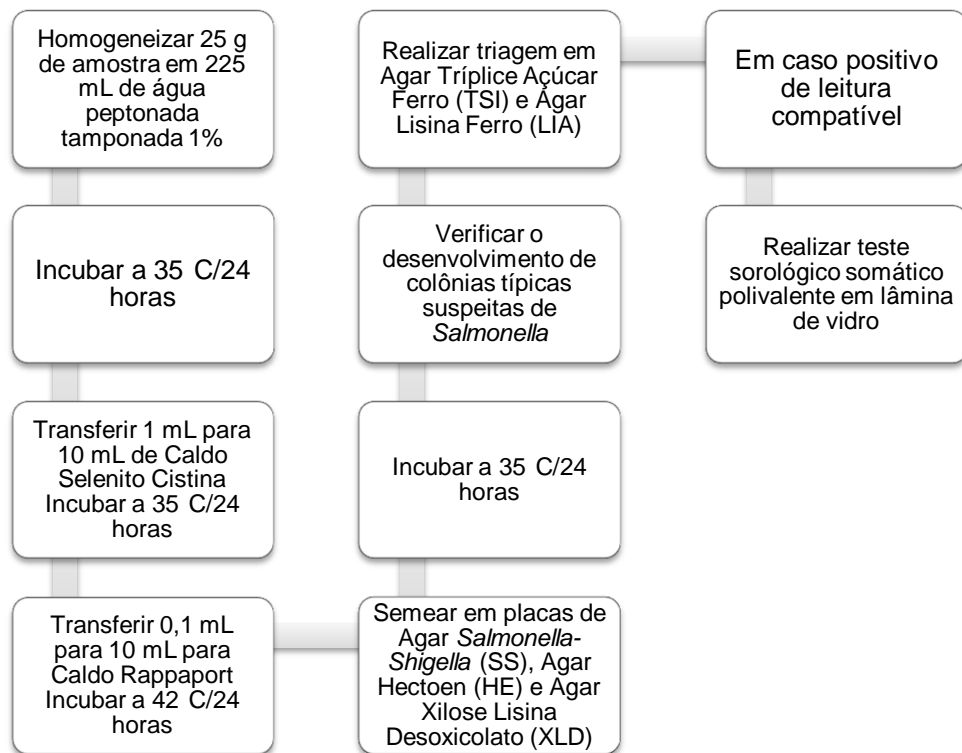 Homogeneizar 25 g
de amostra em 225
mL de água
peptonada
tamponada 1%
Incubar a 35 C/24
horas
Transferir 1 mL para
10 mL de Caldo
Selenito Cistina
Incubar a 35 C/24
horas
Transferir 0,1 mL
para 10 mL para
Caldo Rappaport
Incubar a 42 C/24
horas
Semear em placas de
Agar Salmonella-
Shigella (SS), Agar
Hectoen (HE) e Agar
Xilose Lisina
Desoxicolato (XLD)
Incubar a 35 C/24
horas
Verificar o
desenvolvimento de
colônias típicas
suspeitas de
Salmonella
Realizar triagem em
Agar Tríplice Açúcar
Ferro (TSI) e Ágar
Lisina Ferro (LIA)
Em caso positivo
de leitura
compatível
Realizar teste
sorológico somático
polivalente em lâmina
de vidro